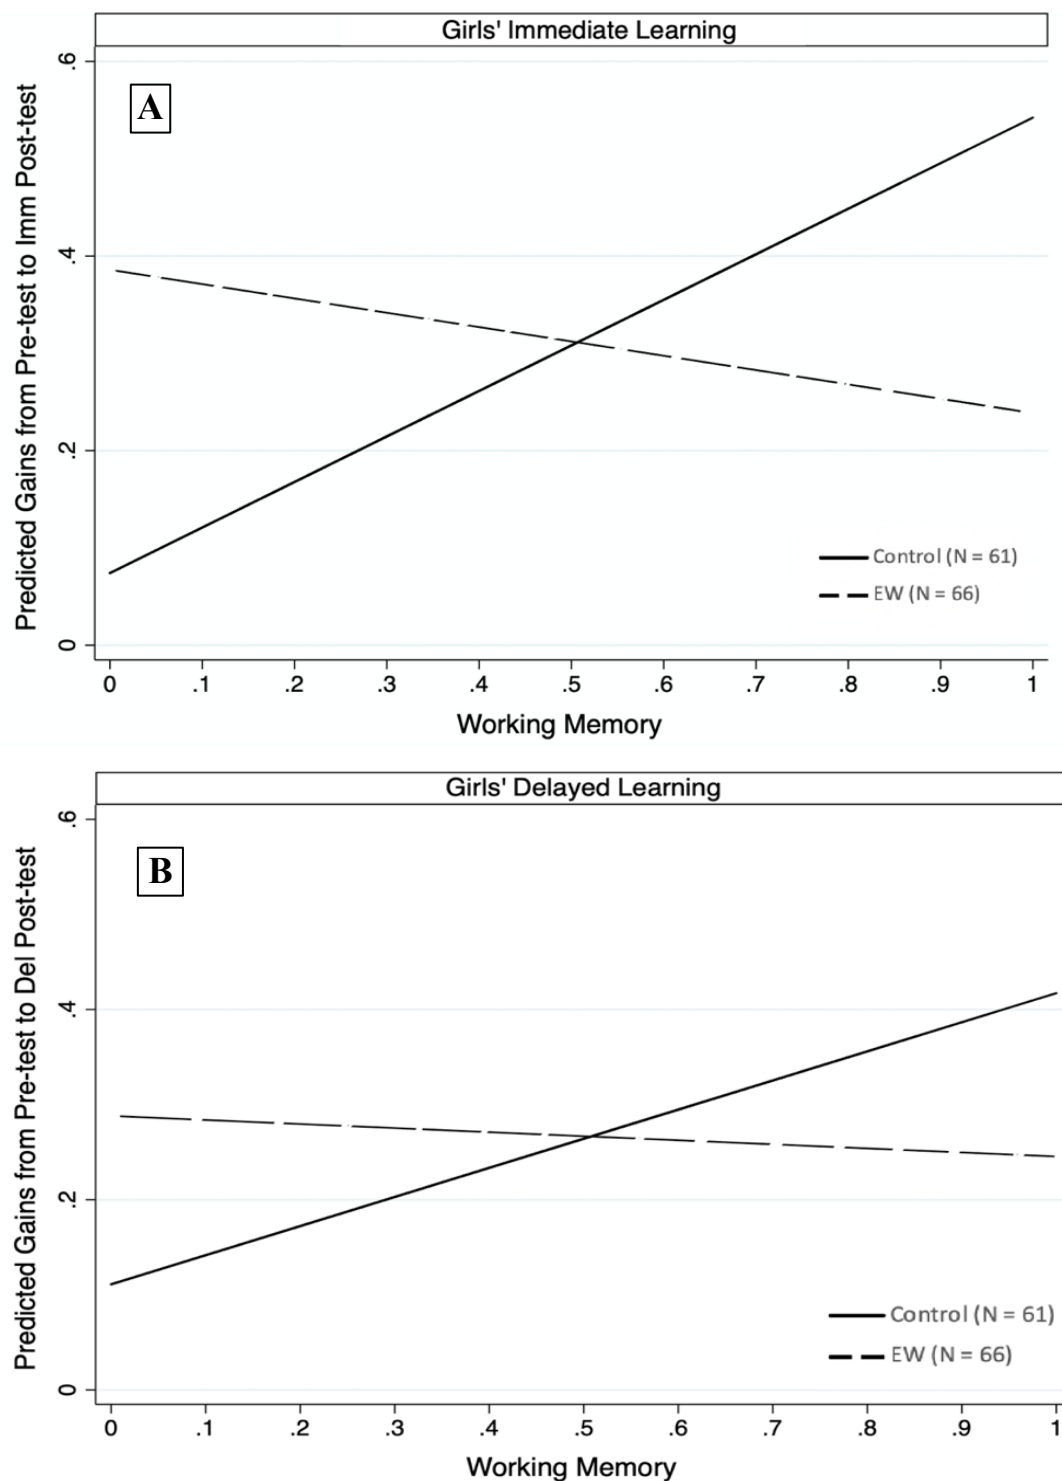 Girls' Immediate Learning
A
Predicted Gains from Pre-test to Imm Post-test
.6
.4
.2
0
Control (N = 61)
EW (N = 66)
0 .1 .2 .3 .4 .5 .6 .7 .8 .9 1
Working Memory
Girls' Delayed Learning
B
Predicted Gains from Pre-test to Del Post-test
.6
.4
.2
0
Control (N = 61)
EW (N = 66)
0 .1 .2 .3 .4 .5 .6 .7 .8 .9 1
Working Memory